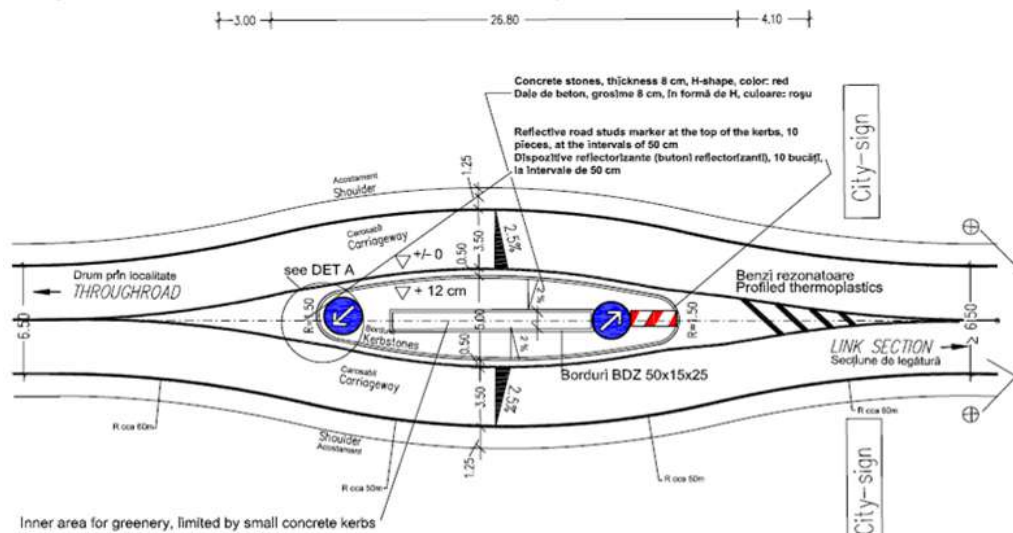 3.00
26.80
4.10
Concrete stones, thickness 8 cm, H-shape, color: red
Dale de beton, grosime 8 cm, în formă de H, culoare: roșu
Reflective road studs marker at the top of the kerbs, 10
pieces, at the intervals of 50 cm
Dispozitive reflectorizante (butoni reflectorizanti), 10 bucăți,
la intervale de 50 cm
City-sign
1.25
Acostament
Shoulder
Carosabil
Carriageway
0.50
3.50
2.5%
+/- 0
+ 12 cm
see DET A
Drum prin localitate
THROUGHROAD
Benzi rezonatoare
Profiled thermoplastics
6.50
R=1.50
Borduri
Kerbstones
5.00
2 %
2 %
R=1.50
2 6.50
LINK SECTION
Secțiune de legătură
0.50
Borduri BDZ 50x15x25
Carosabil
Carriageway
3.50
2.5%
R cca 60m
R cca 60m
Shoulder
Acostament
1.25
R cca 50m
R cca 50m
City-sign
Inner area for greenery, limited by small concrete kerbs